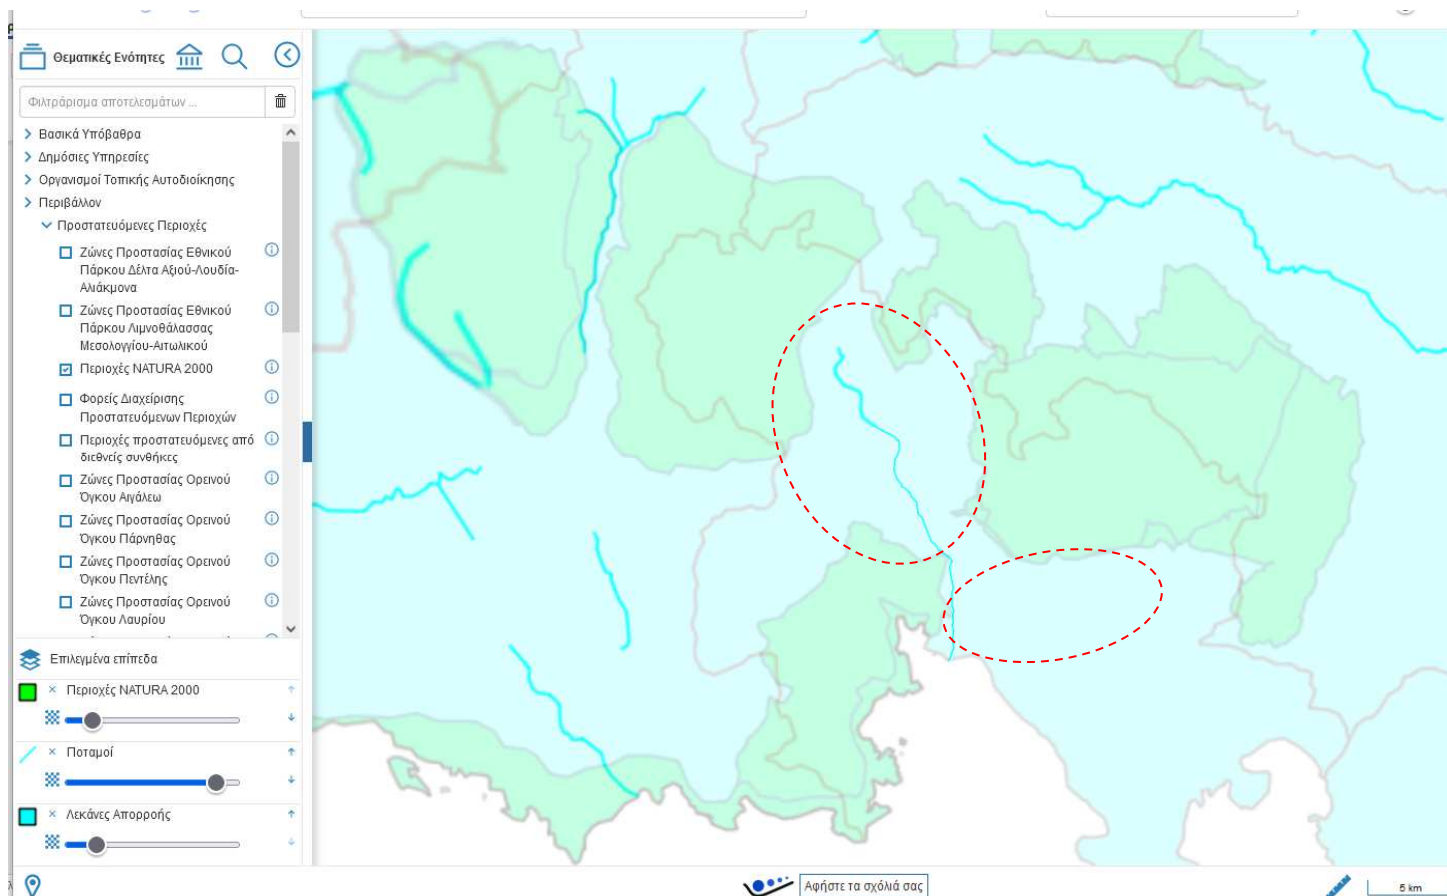 Θεματικές Ενότητες
Φιλτράρισμα αποτελεσμάτων ...
Βασικά Υπόβαθρα
Δημόσιες Υπηρεσίες
Οργανισμοί Τοπικής Αυτοδιοίκησης
Περιβάλλον
Προστατευόμενες Περιοχές
Ζώνες Προστασίας Εθνικού
Πάρκου Δέλτα Αξιού-Λουδία-
Αλιάκμονα
Ζώνες Προστασίας Εθνικού
Πάρκου Λιμνοθάλασσας
Μεσολογγίου-Αιτωλικού
Περιοχές NATURA 2000
Φορείς Διαχείρισης
Προστατευόμενων Περιοχών
Περιοχές προστατευόμενες από
διεθνείς συνθήκες
Ζώνες Προστασίας Ορεινού
Όγκου Αιγάλεω
Ζώνες Προστασίας Ορεινού
Όγκου Πάρνηθας
Ζώνες Προστασίας Ορεινού
Όγκου Πεντέλης
Ζώνες Προστασίας Ορεινού
Όγκου Λαυρίου
Επιλεγμένα επίπεδα
Περιοχές NATURA 2000
Ποταμοί
Λεκάνες Απορροής
Αφήστε τα σχόλιά σας
5 km